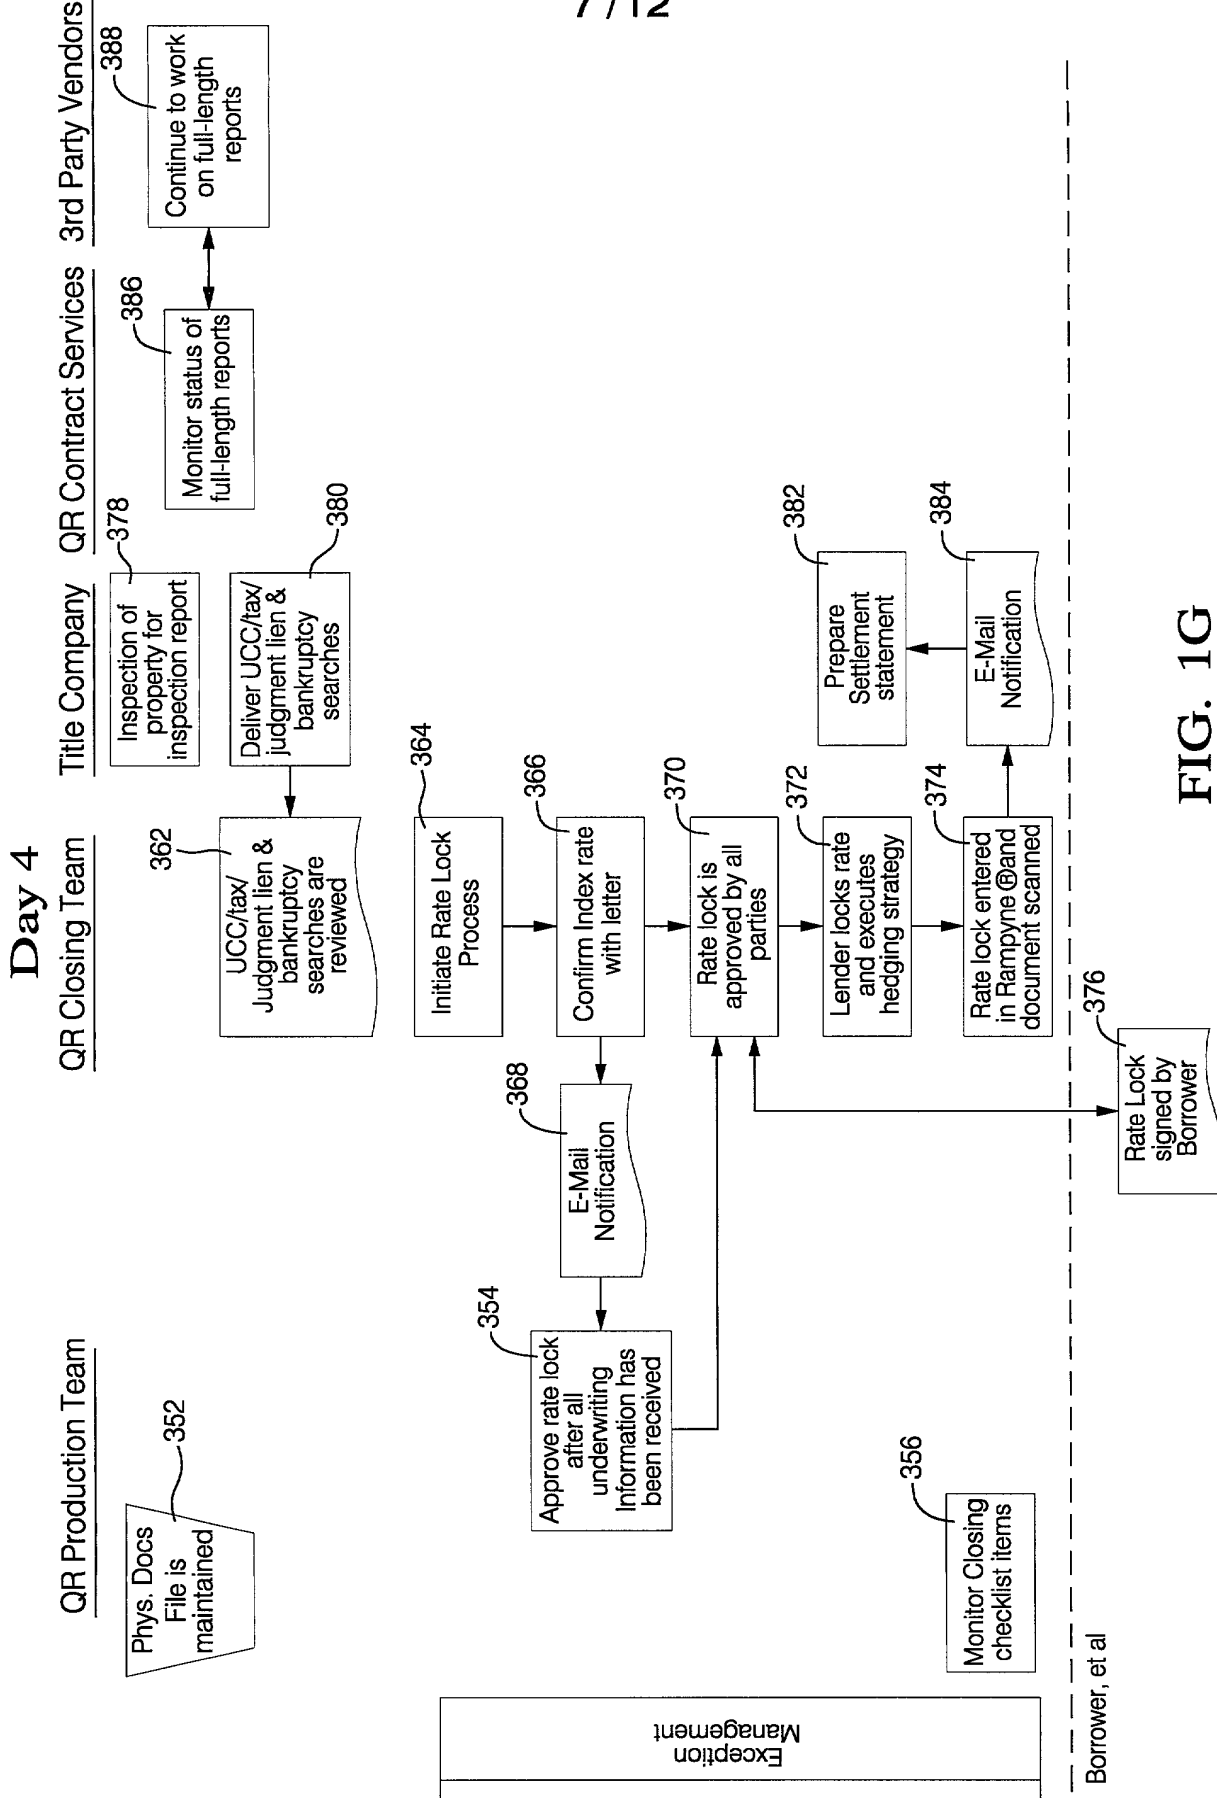 7 / 12
Day 4
QR Production Team
QR Closing Team
Title Company
QR Contract Services
3rd Party Vendors
Phys. Docs
File is
maintained
352
362
UCC/tax/
Judgment lien &
bankruptcy
searches are
reviewed
378
Inspection of
property for
inspection report
Deliver UCC/tax/
judgment lien &
bankruptcy
searches
380
386
Monitor status of
full-length reports
388
Continue to work
on full-length
reports
Initiate Rate Lock
Process
364
354
Approve rate lock
after all
underwriting
Information has
been received
368
E-Mail
Notification
Confirm Index rate
with letter
366
Rate lock is
approved by all
parties
370
Lender locks rate
and executes
hedging strategy
372
Prepare
Settlement
statement
382
Exception
Management
356
Monitor Closing
checklist items
Rate lock entered
in Rampyne®and
document scanned
374
E-Mail
Notification
384
Borrower, et al
Rate Lock
signed by
Borrower
376
FIG. 1G